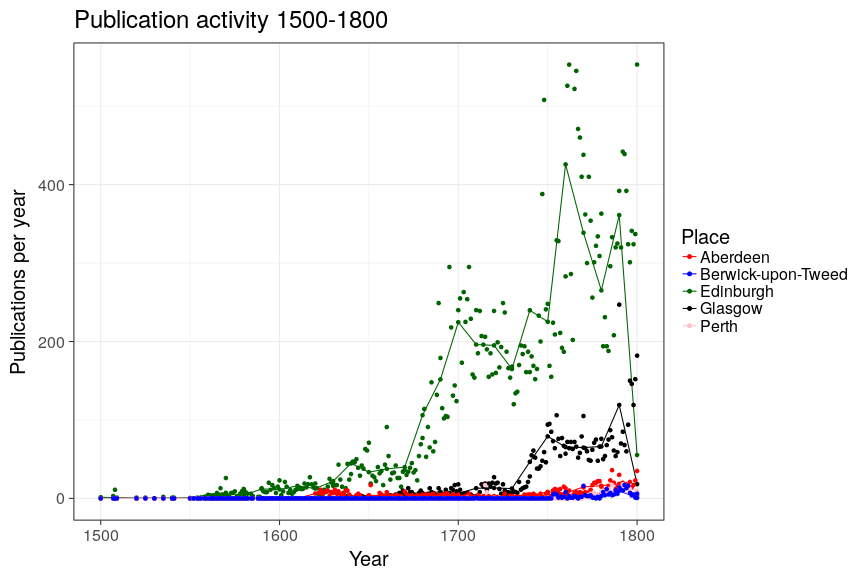 Publication activity 1500-1800
Publications per year
400
200
0
1500 1600 1700 1800
Year
Place
Aberdeen
Berwick-upon-Tweed
Edinburgh
Glasgow
Perth